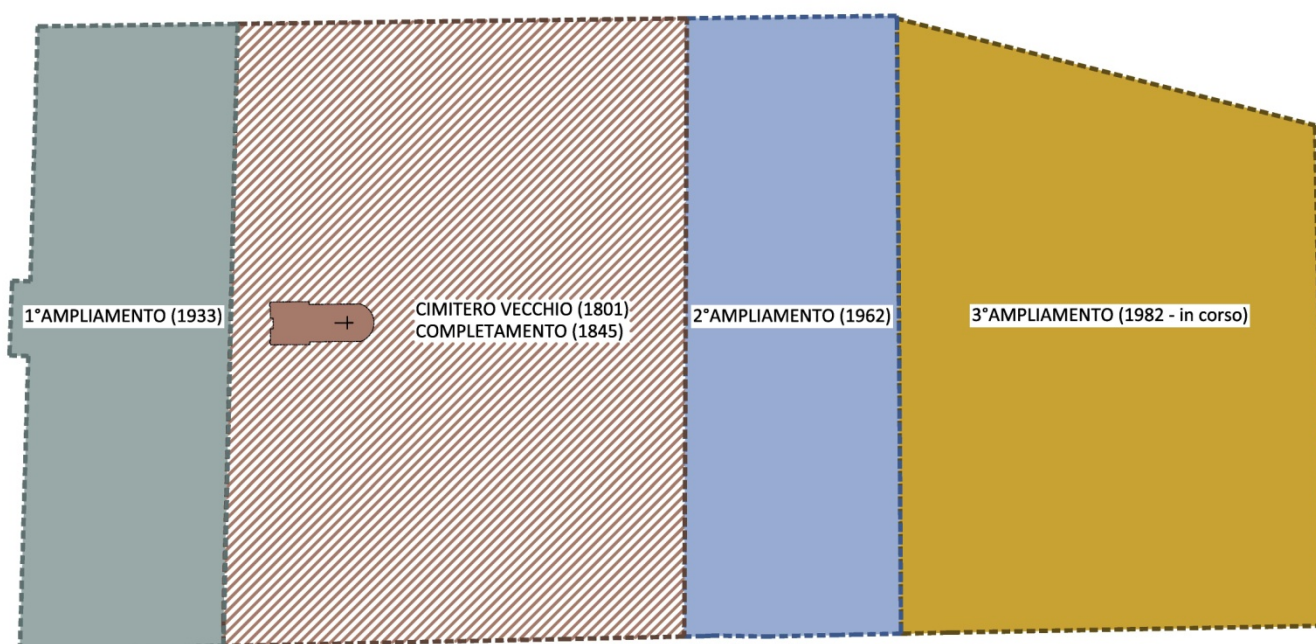 1°AMPLIAMENTO (1933)
CIMITERO VECCHIO (1801)
COMPLETAMENTO (1845)
2°AMPLIAMENTO (1962)
3°AMPLIAMENTO (1982 - in corso)